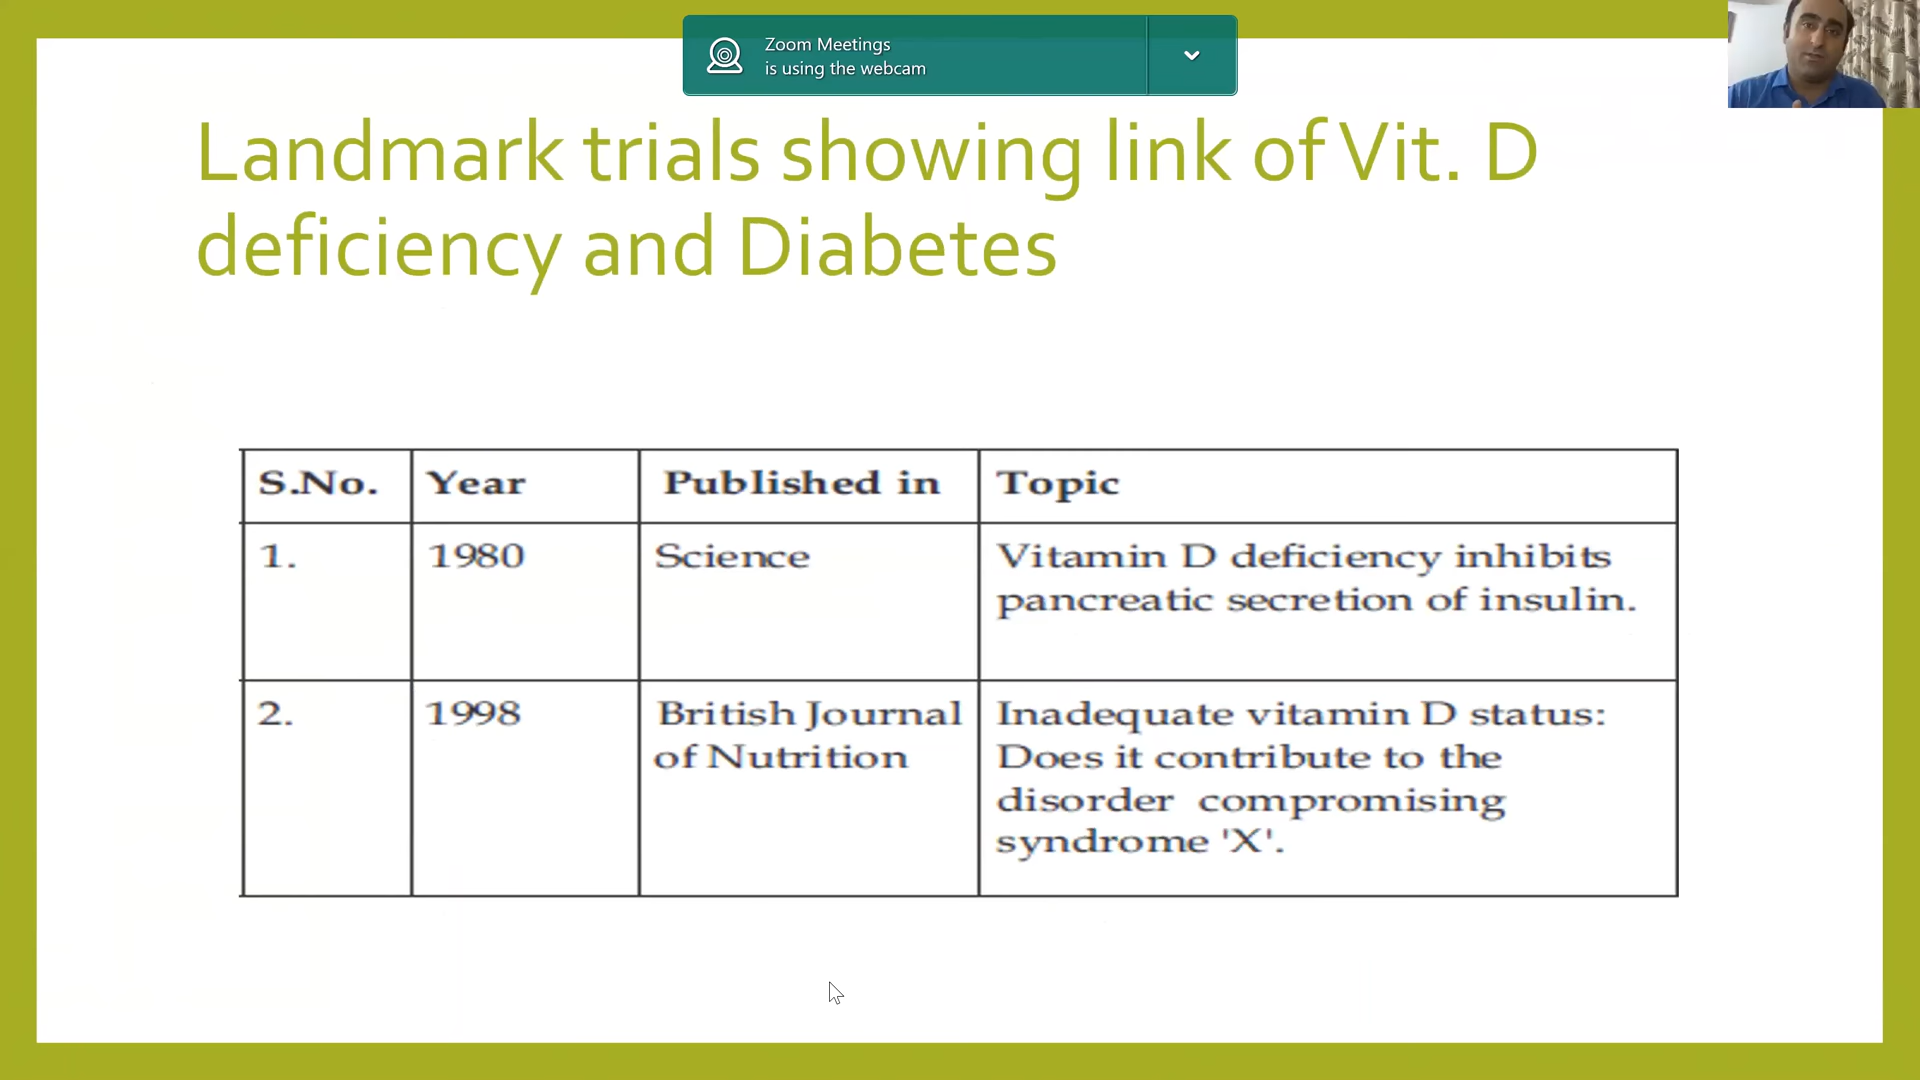 Zoom Meetings
is using the webcam
Landmark trials showing link of Vit. D
deficiency and Diabetes
S.No. Year Published in Topic
1. 1980 Science Vitamin D deficiency inhibits
pancreatic secretion of insulin.
2. 1998 British Journal Inadequate vitamin D status:
of Nutrition Does it contribute to the
disorder compromising
syndrome 'X'.